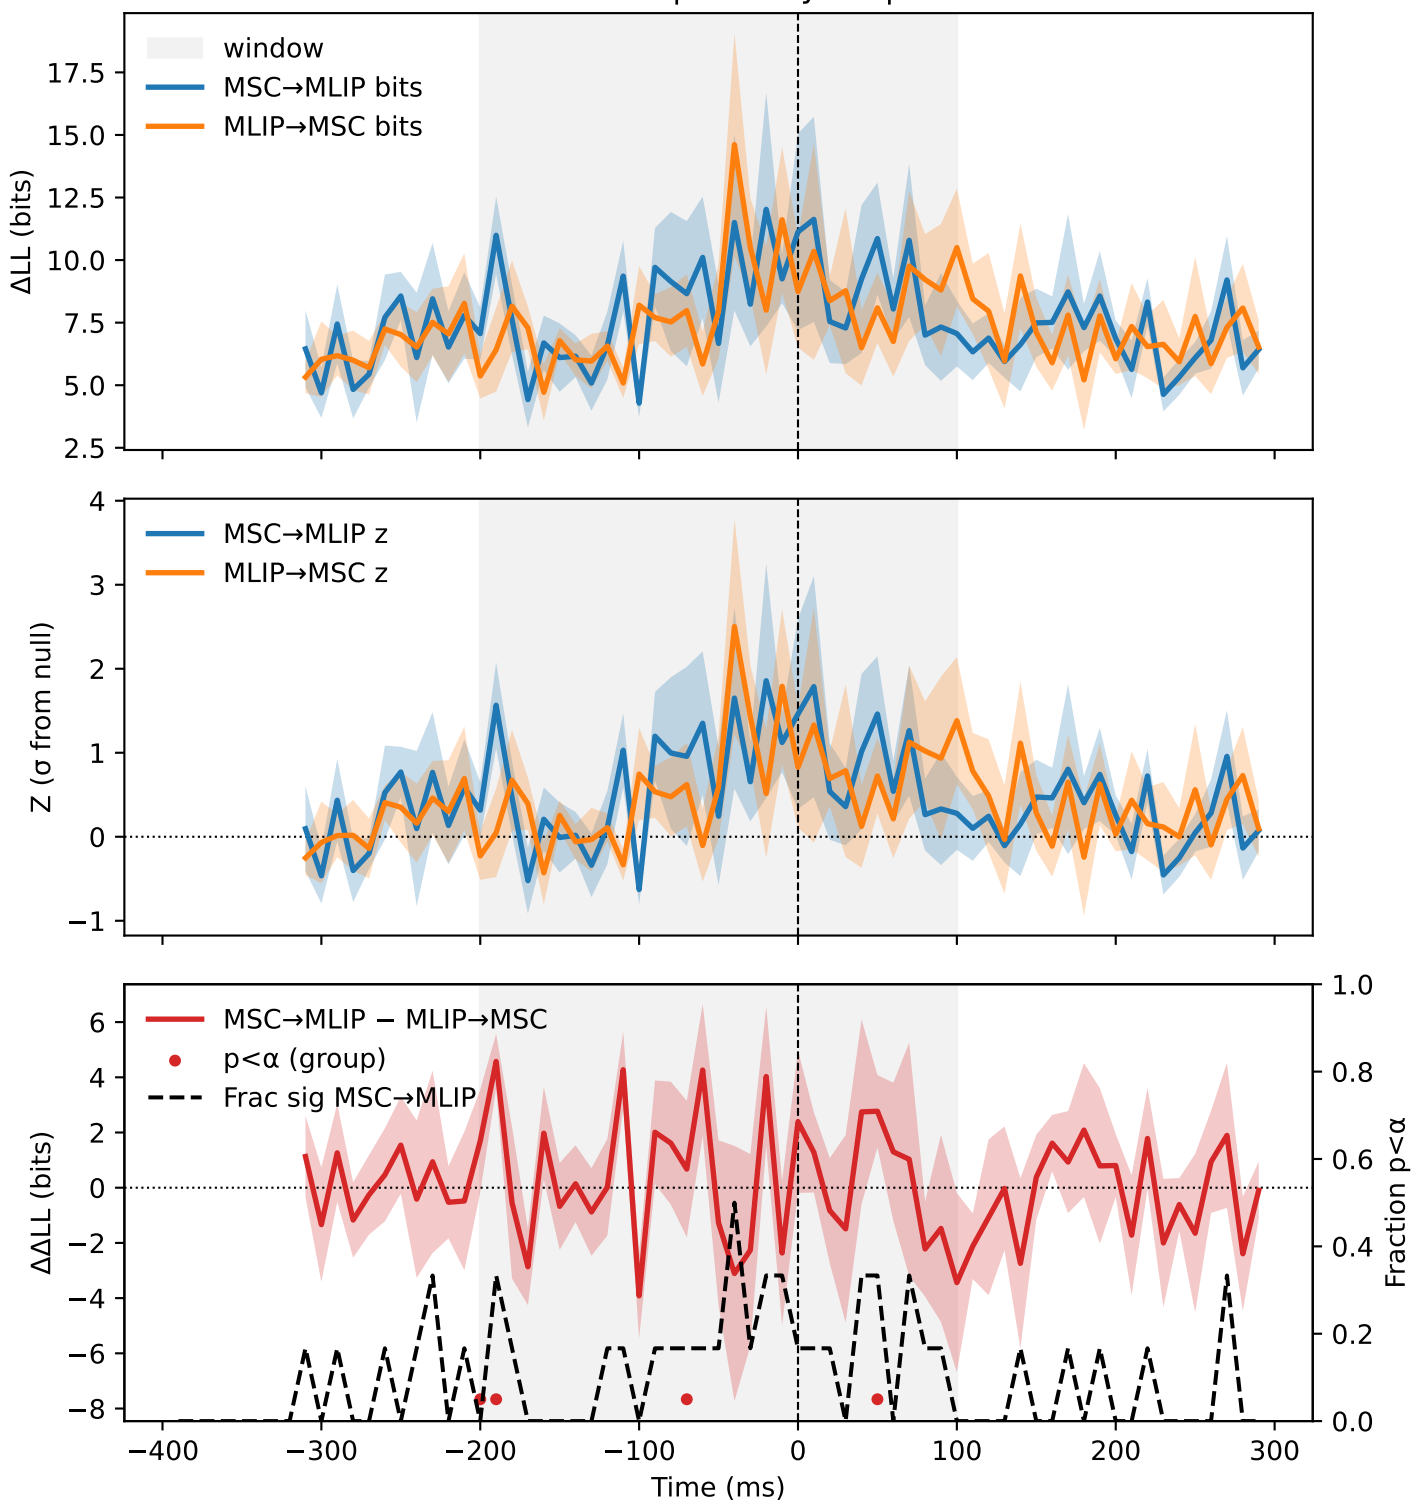 window
MSC→MLIP bits
MLIP→MSC bits
17.5
15.0
12.5
10.0
7.5
5.0
2.5
ΔLL (bits)
MSC→MLIP z
MLIP→MSC z
4
3
2
1
0
−1
Z (σ from null)
MSC→MLIP − MLIP→MSC
p<α (group)
Frac sig MSC→MLIP
6
4
2
0
−2
−4
−6
−8
ΔΔLL (bits)
1.0
0.8
0.6
0.4
0.2
0.0
Fraction p<α
−400 −300 −200 −100 0 100 200 300
Time (ms)